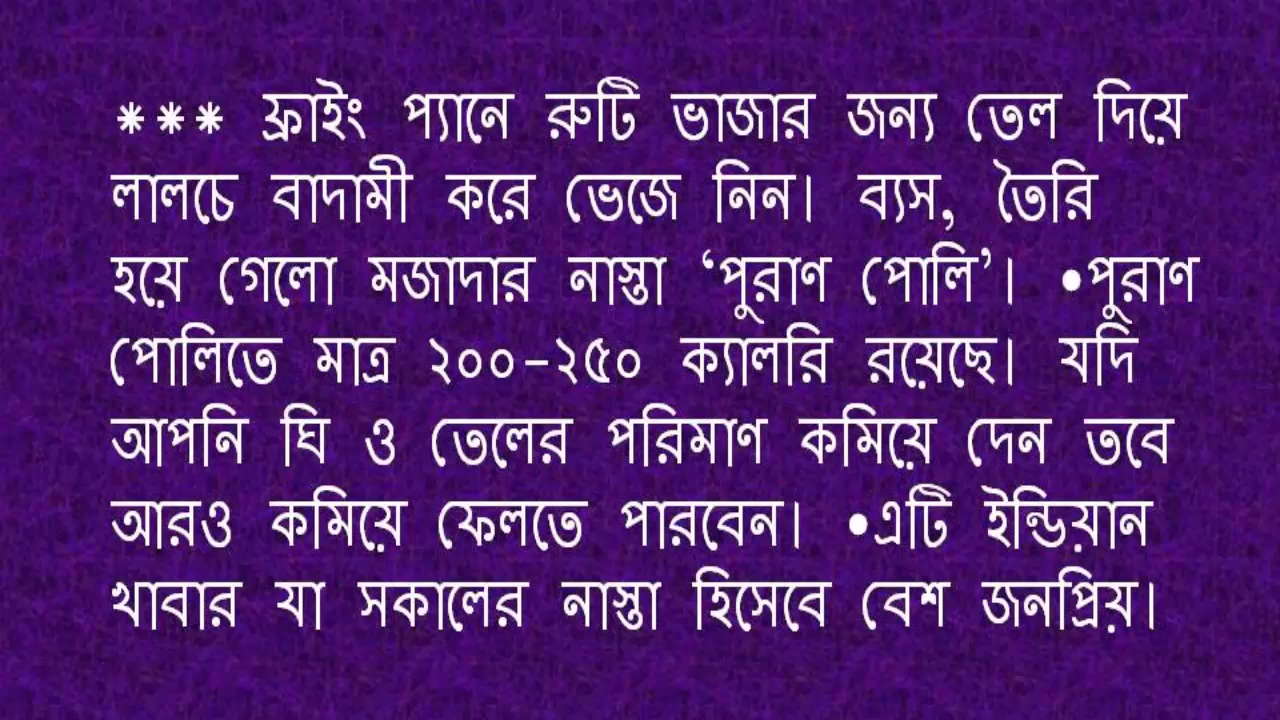 *** ফ্রাইং প্যানে রুটি ভাজার জন্য তেল দিয়ে
লালচে বাদামী করে ভেজে নিন। ব্যস, তৈরি
হয়ে গেলো মজাদার নাস্তা ‘পুরাণ পোলি’। •পুরাণ
পোলিতে মাত্র ২০০-২৫০ ক্যালরি রয়েছে। যদি
আপনি ঘি ও তেলের পরিমাণ কমিয়ে দেন তবে
আরও কমিয়ে ফেলতে পারবেন। •এটি ইন্ডিয়ান
খাবার যা সকালের নাস্তা হিসেবে বেশ জনপ্রিয়।